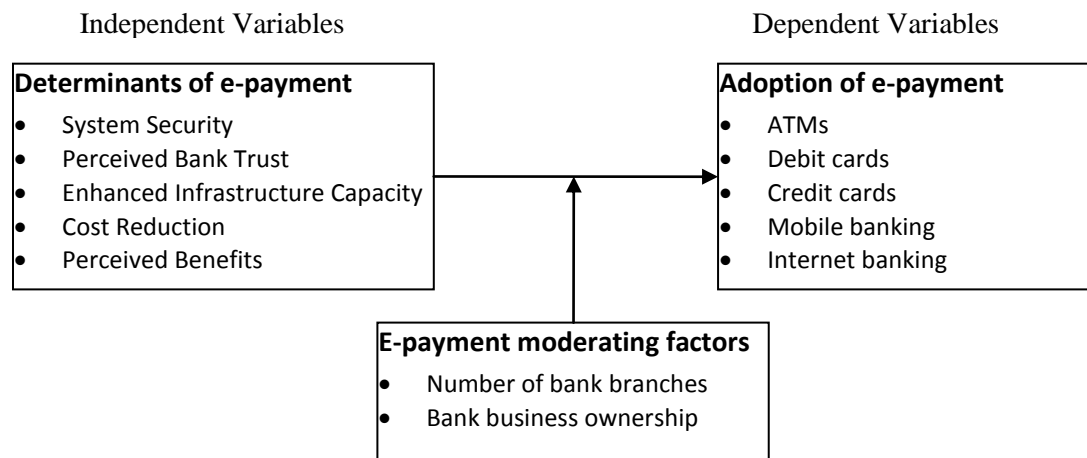 Independent Variables
Dependent Variables
Determinants of e-payment
• System Security
• Perceived Bank Trust
• Enhanced Infrastructure Capacity
• Cost Reduction
• Perceived Benefits
Adoption of e-payment
• ATMs
• Debit cards
• Credit cards
• Mobile banking
• Internet banking
E-payment moderating factors
• Number of bank branches
• Bank business ownership